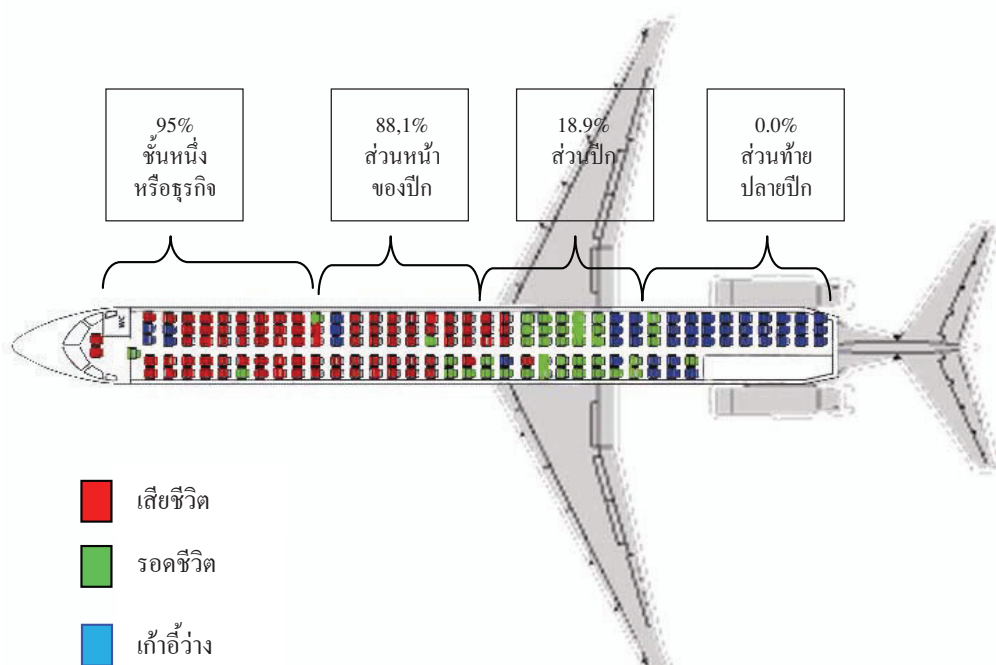 95%
ชั้นหนึ่ง
หรือธุรกิจ
88,1%
ส่วนหน้า
ของปีก
18.9%
ส่วนปีก
0.0%
ส่วนท้าย
ปลายปีก
WC
เสียชีวิต
รอดชีวิต
เก้าอี้ว่าง